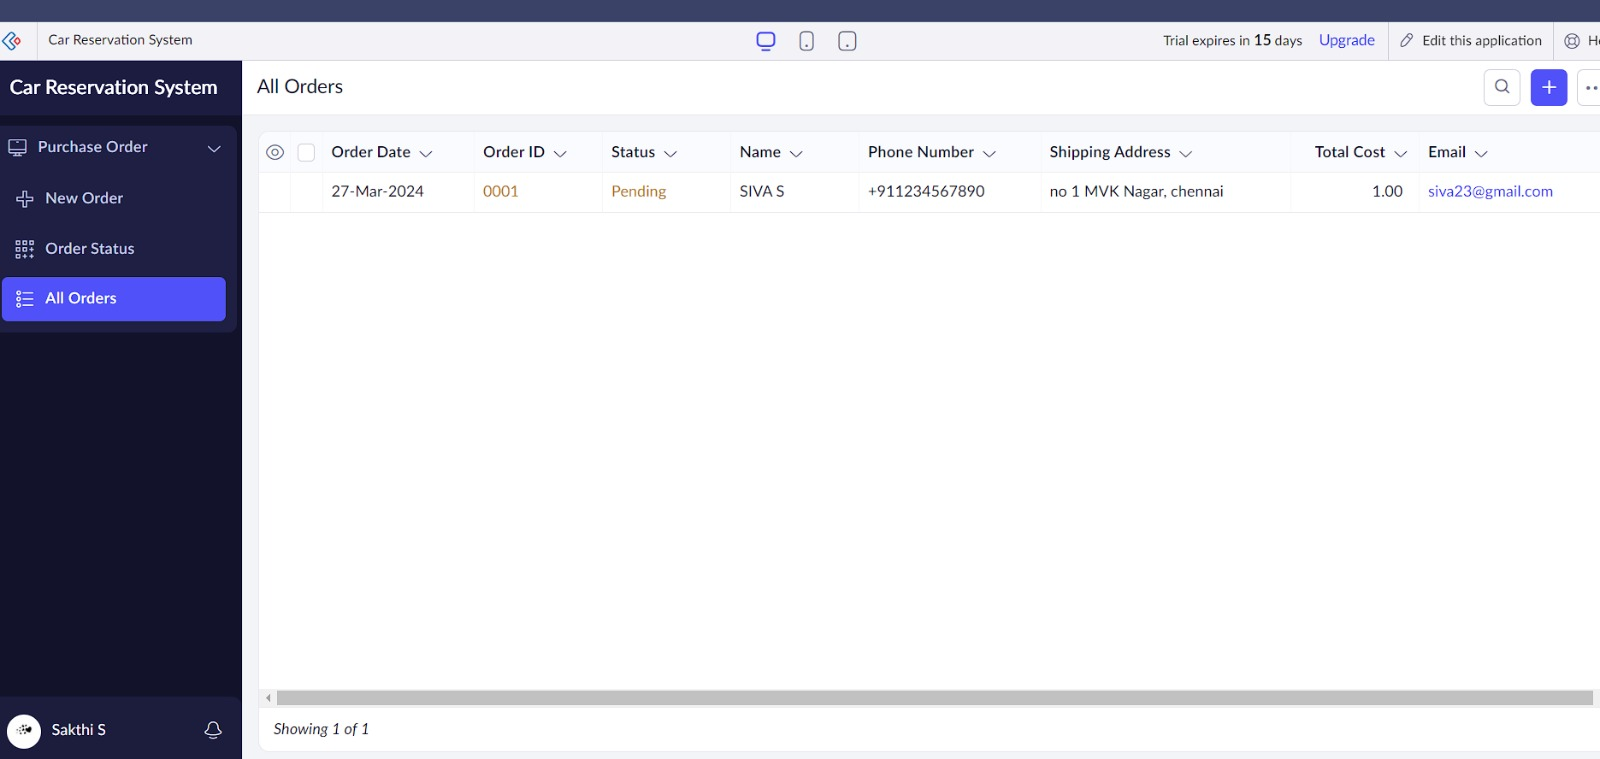 Car Reservation System
Trial expires in 15 days Upgrade Edit this application
Car Reservation System
All Orders
Purchase Order
New Order
Order Status
All Orders
Order Date Order ID Status Name Phone Number Shipping Address Total Cost Email
27-Mar-2024 0001 Pending SIVA S +911234567890 no 1 MVK Nagar, chennai 1.00 siva23@gmail.com
Showing 1 of 1
Sakthi S